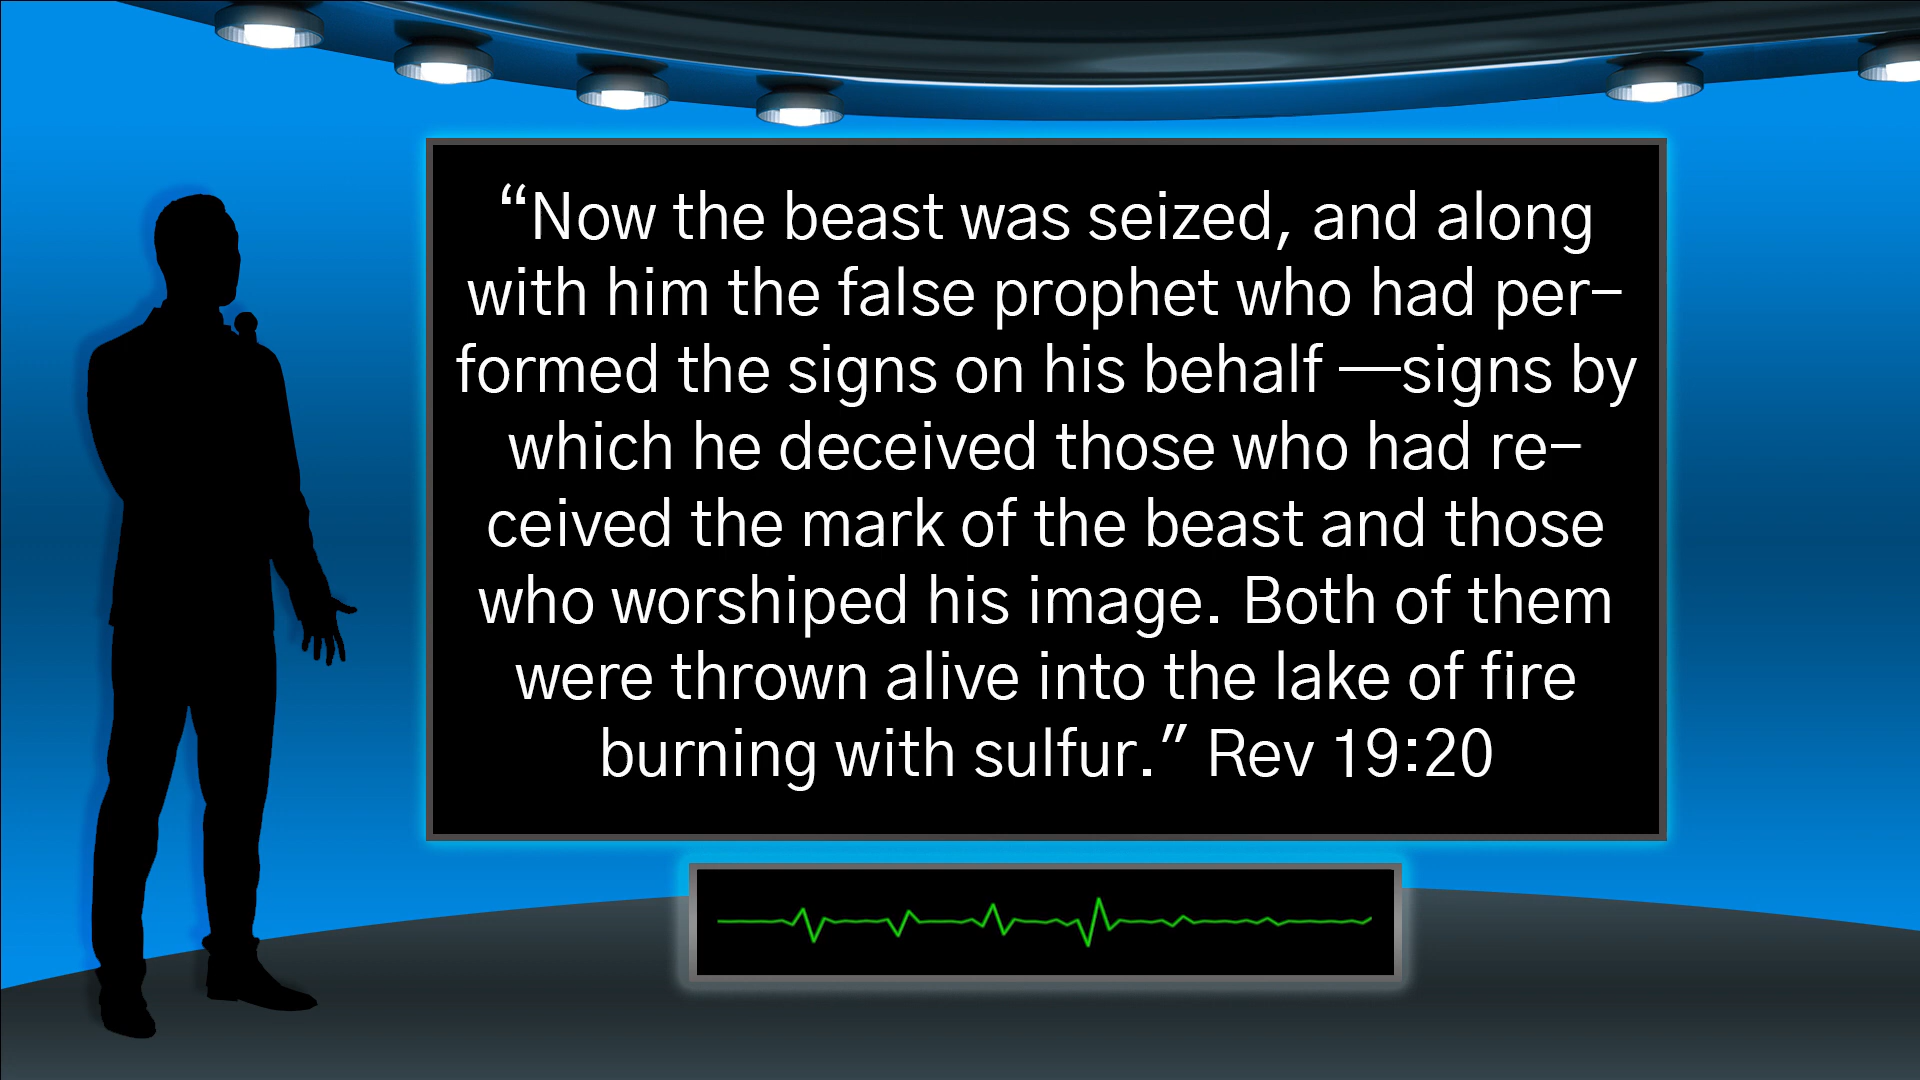 “Now the beast was seized, and along
with him the false prophet who had per-
formed the signs on his behalf —signs by
which he deceived those who had re-
ceived the mark of the beast and those
who worshiped his image. Both of them
were thrown alive into the lake of fire
burning with sulfur.” Rev 19:20